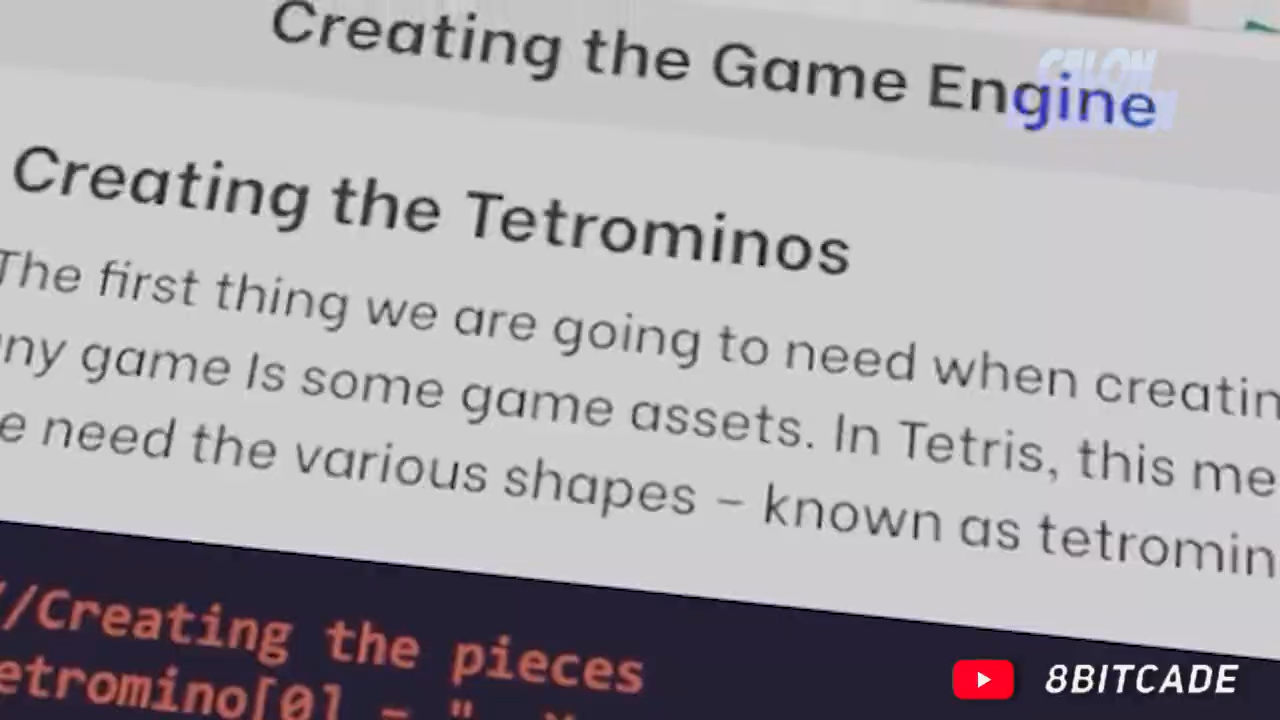 Creating the Game Engine
Creating the Tetrominos
The first thing we are going to need when creatin
ny game Is some game assets. In Tetris, this me
e need the various shapes – known as tetromin
//Creating the pieces
etromino[0] = "
8BITCADE